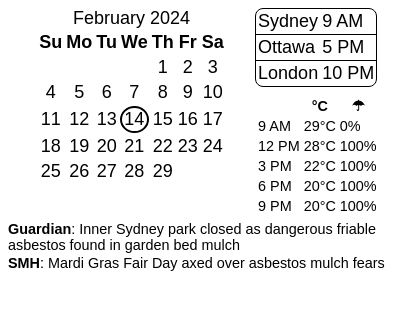 February 2024
Su Mo Tu We Th Fr Sa
1 2 3
4 5 6 7 8 9 10
11 12 13 14 15 16 17
18 19 20 21 22 23 24
25 26 27 28 29
Sydney 9 AM
Ottawa 5 PM
London 10 PM
°C ☂
9 AM 29°C 0%
12 PM 28°C 100%
3 PM 22°C 100%
6 PM 20°C 100%
9 PM 20°C 100%
Guardian: Inner Sydney park closed as dangerous friable
asbestos found in garden bed mulch
SMH: Mardi Gras Fair Day axed over asbestos mulch fears